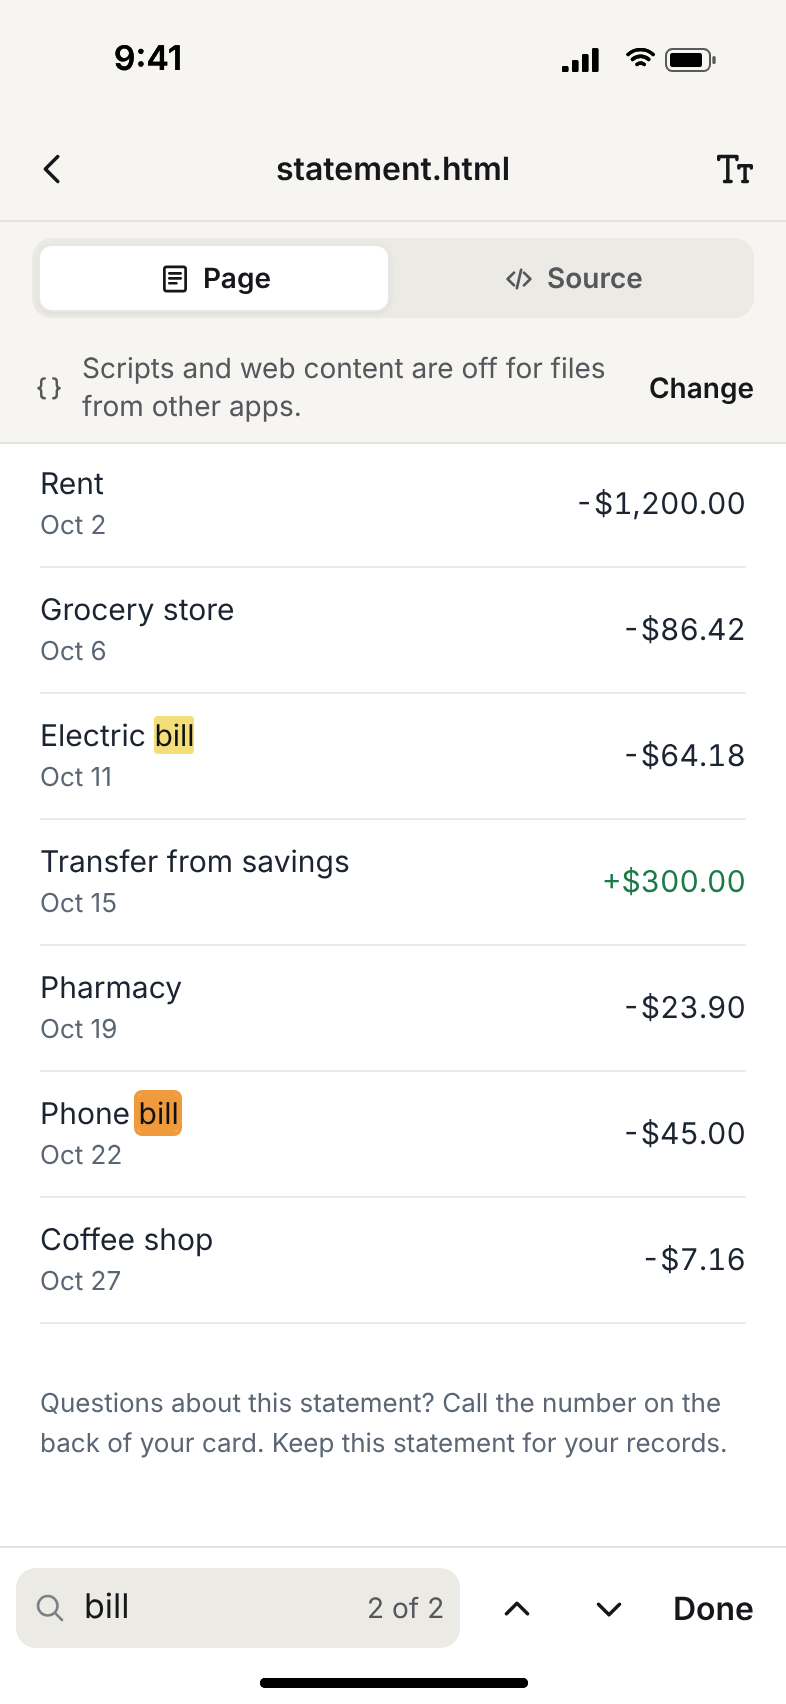 9:41
statement.html
Page
Source
Scripts and web content are off for files
from other apps.
Change
Rent
Oct 2
-$1,200.00
Grocery store
Oct 6
-$86.42
Electric bill
Oct 11
-$64.18
Transfer from savings
Oct 15
+$300.00
Pharmacy
Oct 19
-$23.90
Phone bill
Oct 22
-$45.00
Coffee shop
Oct 27
-$7.16
Questions about this statement? Call the number on the
back of your card. Keep this statement for your records.
bill
2 of 2
Done